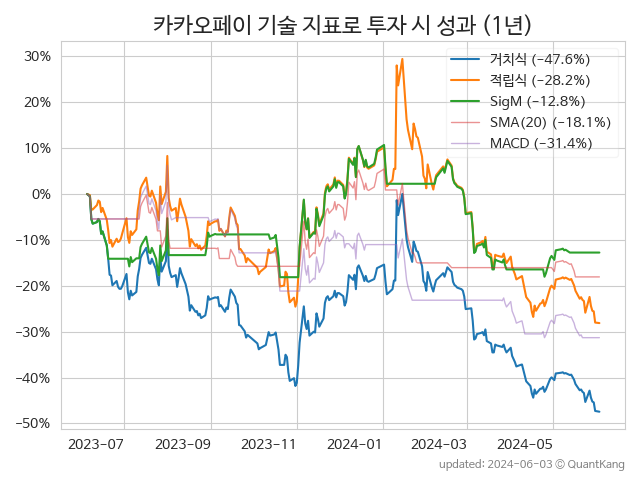 카카오페이 기술 지표로 투자 시 성과 (1년)
거치식 (−47.6%)
적립식 (−28.2%)
SigM (−12.8%)
SMA(20) (−18.1%)
MACD (−31.4%)
30%
20%
10%
0%
−10%
−20%
−30%
−40%
−50%
2023-07 2023-09 2023-11 2024-01 2024-03 2024-05
updated: 2024-06-03 ⓒ QuantKang